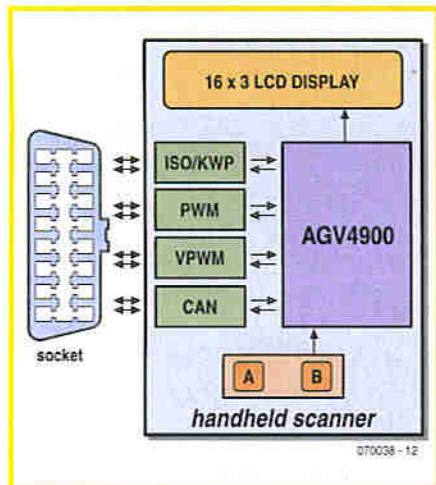 16 x 3 LCD DISPLAY
ISO/KWP
PWM
VPWM
CAN
AGV4900
socket
A B
handheld scanner
070038 - 12